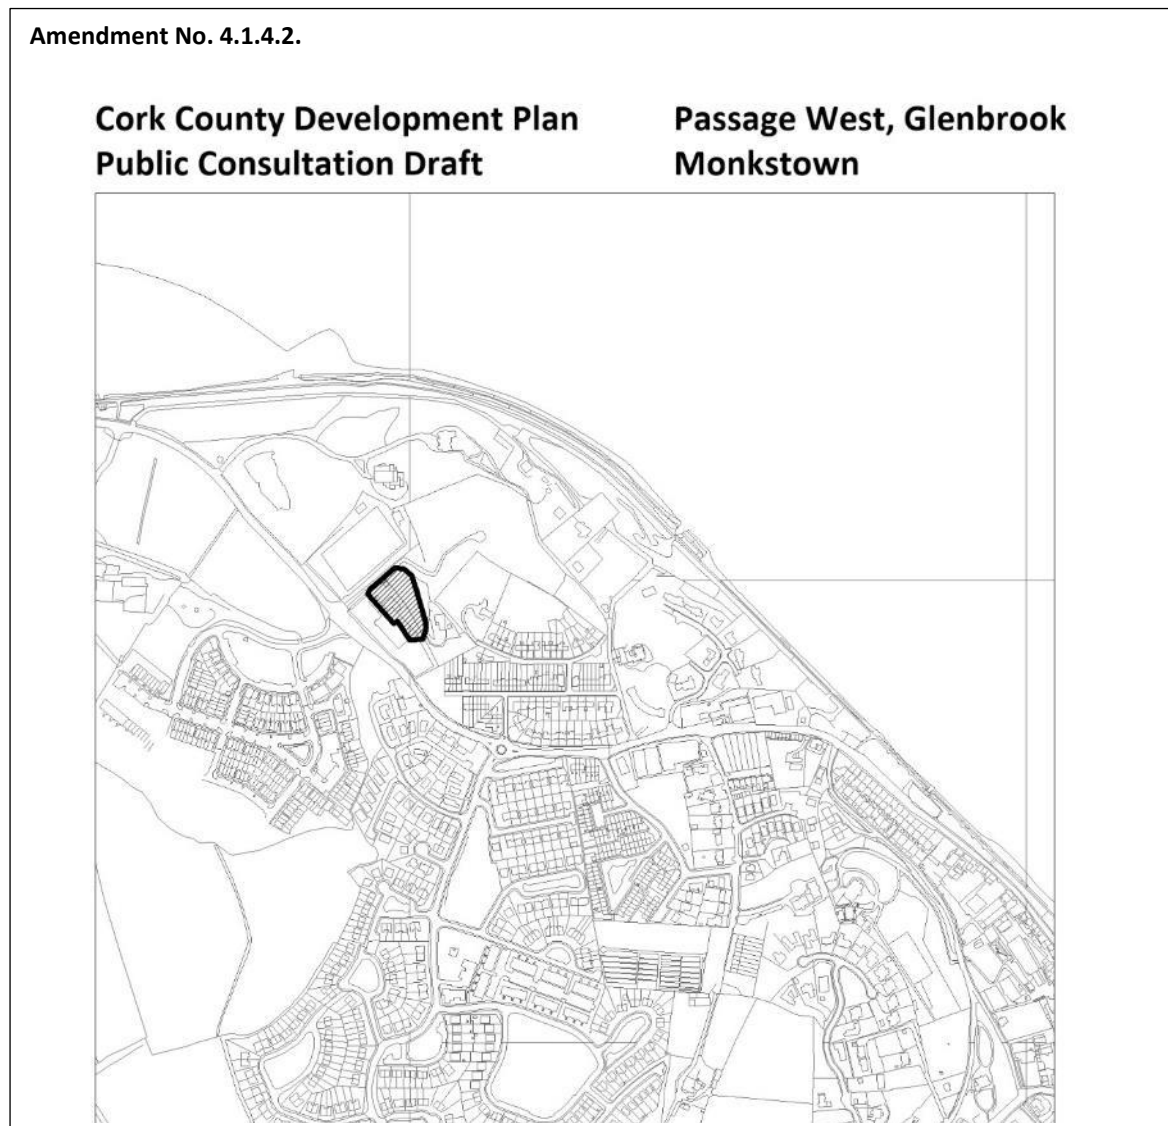 Amendment No. 4.1.4.2.
Cork County Development Plan
Public Consultation Draft
Passage West, Glenbrook
Monkstown